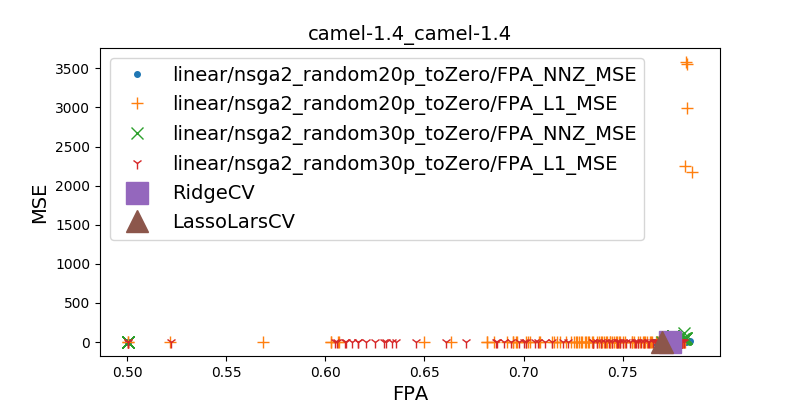 camel-1.4_camel-1.4
linear/nsga2_random20p_toZero/FPA_NNZ_MSE
linear/nsga2_random20p_toZero/FPA_L1_MSE
linear/nsga2_random30p_toZero/FPA_NNZ_MSE
linear/nsga2_random30p_toZero/FPA_L1_MSE
RidgeCV
LassoLarsCV
MSE
3500
3000
2500
2000
1500
1000
500
0
0.50 0.55 0.60 0.65 0.70 0.75
FPA